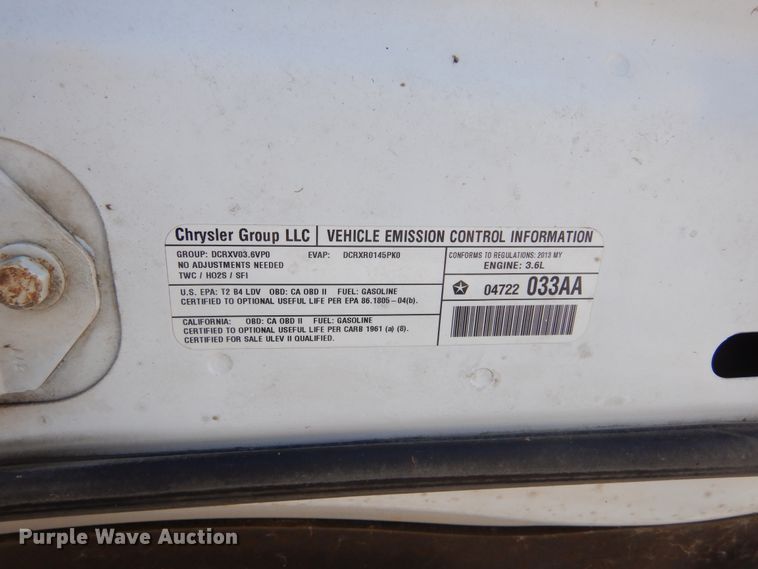 Chrysler Group LLC | VEHICLE EMISSION CONTROL INFORMATION
GROUP: DCRXV03.6VP0 EVAP: DCRXR0145PK0
NO ADJUSTMENTS NEEDED
TWC / HO2S / SFI
CONFORMS TO REGULATIONS: 2013 MY
ENGINE: 3.6L
U.S. EPA: T2 B4 LDV OBD: CA OBD II FUEL: GASOLINE
CERTIFIED TO OPTIONAL USEFUL LIFE PER EPA 86.1805-04(b).
04722 033AA
CALIFORNIA: OBD: CA OBD II FUEL: GASOLINE
CERTIFIED TO OPTIONAL USEFUL LIFE PER CARB 1961 (a) (8).
CERTIFIED FOR SALE ULEV II QUALIFIED.
Purple Wave Auction